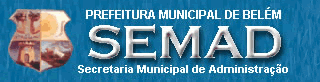 PREFEITURA MUNICIPAL DE BELÉM
SEMAD
Secretaria Municipal de Administração